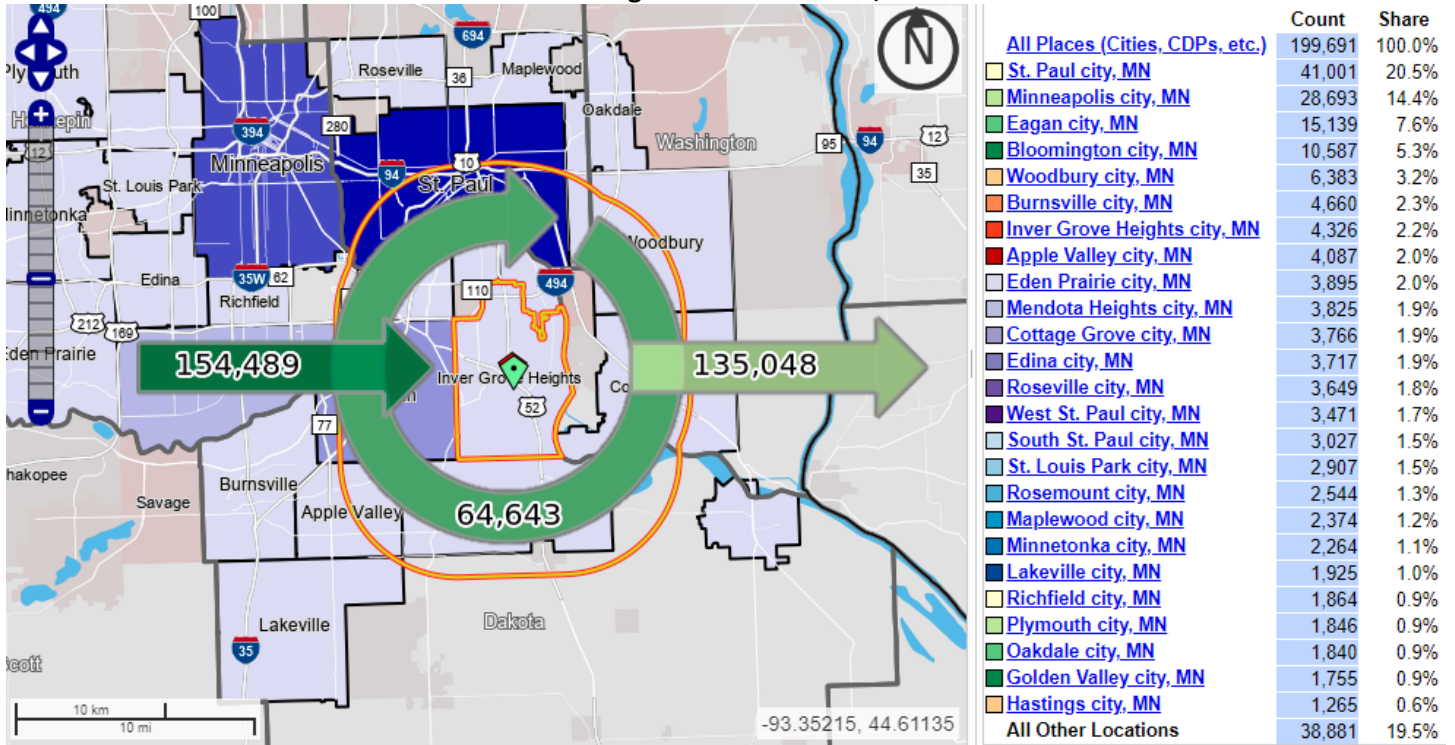 494
100
694
N
Roseville
36
Maplewood
Oakdale
394
280
12
Minneapolis
94
10
St. Paul
Washington
95
94
12
35
St. Louis Park
Woodbury
Edina
35W
62
Richfield
110
494
212
169
154,489
Inver Grove Heights
135,048
52
77
Burnsville
Savage
Apple Valley
64,643
Lakeville
35
Dakota
10 km
10 mi
-93.35215, 44.61135
Count Share
All Places (Cities, CDPs, etc.) 199,691 100.0%
St. Paul city, MN 41,001 20.5%
Minneapolis city, MN 28,693 14.4%
Eagan city, MN 15,139 7.6%
Bloomington city, MN 10,587 5.3%
Woodbury city, MN 6,383 3.2%
Burnsville city, MN 4,660 2.3%
Inver Grove Heights city, MN 4,326 2.2%
Apple Valley city, MN 4,087 2.0%
Eden Prairie city, MN 3,895 2.0%
Mendota Heights city, MN 3,825 1.9%
Cottage Grove city, MN 3,766 1.9%
Edina city, MN 3,717 1.9%
Roseville city, MN 3,649 1.8%
West St. Paul city, MN 3,471 1.7%
South St. Paul city, MN 3,027 1.5%
St. Louis Park city, MN 2,907 1.5%
Rosemount city, MN 2,544 1.3%
Maplewood city, MN 2,374 1.2%
Minnetonka city, MN 2,264 1.1%
Lakeville city, MN 1,925 1.0%
Richfield city, MN 1,864 0.9%
Plymouth city, MN 1,846 0.9%
Oakdale city, MN 1,840 0.9%
Golden Valley city, MN 1,755 0.9%
Hastings city, MN 1,265 0.6%
All Other Locations 38,881 19.5%